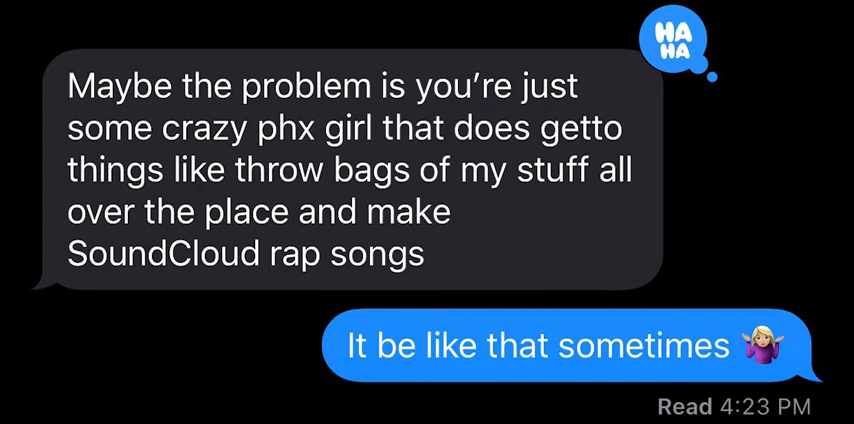 HA
HA
Maybe the problem is you’re just
some crazy phx girl that does getto
things like throw bags of my stuff all
over the place and make
SoundCloud rap songs
It be like that sometimes 🤷🏼‍♀️
Read 4:23 PM